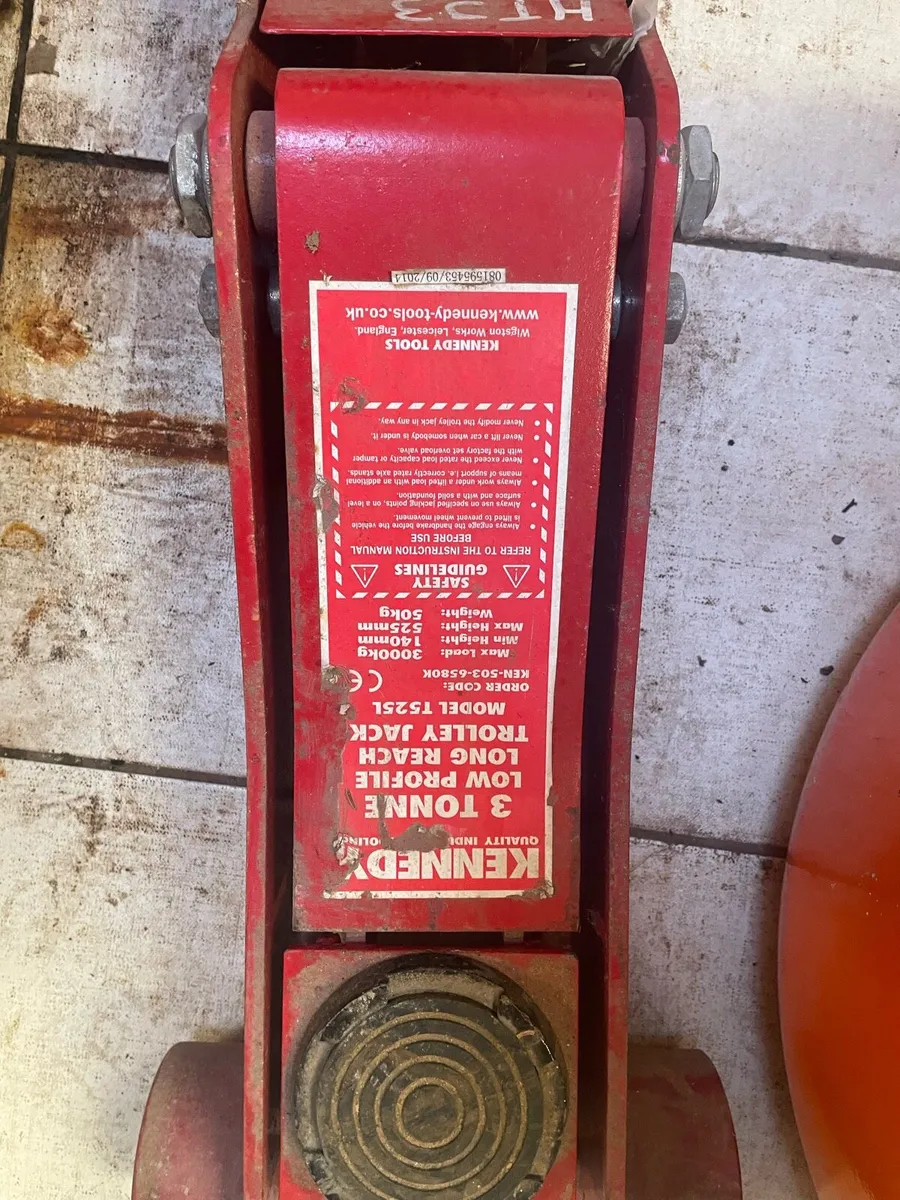 KENNEDY
QUALITY INDU OLING
3 TONNE
LOW PROFILE
LONG REACH
TROLLEY JACK
MODEL T525L
ORDER CODE:
KEN-503-6580K
CE
Max Load: 3000kg
Min Height: 140mm
Max Height: 525mm
Weight: 50kg
SAFETY
GUIDELINES
REFER TO THE INSTRUCTION MANUAL
BEFORE USE
• Always engage the handbrake before the vehicle
is lifted to prevent wheel movement.
• Always use on specified jacking points, on a level
surface and with a solid foundation.
• Always work under a lifted load with an additional
means of support i.e. correctly rated axle stands.
• Never exceed the rated load capacity or tamper
with the factory set overload valve.
• Never lift a car when somebody is under it.
• Never modify the trolley jack in any way.
KENNEDY TOOLS
Wigston Works, Leicester, England.
www.kennedy-tools.co.uk
0815995453/09/2011
HT33